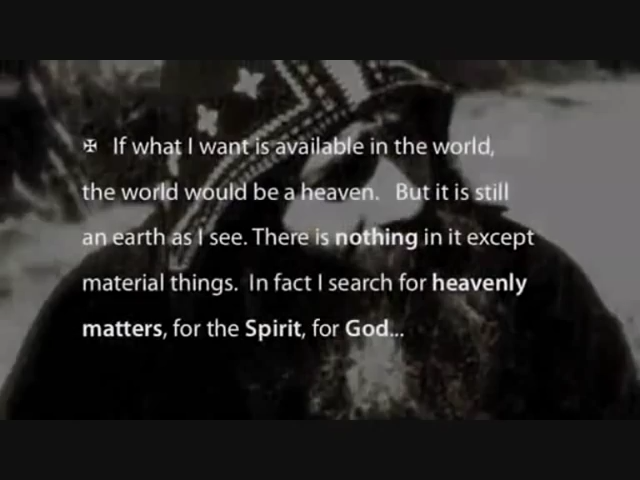 ✠ If what I want is available in the world,
the world would be a heaven. But it is still
an earth as I see. There is nothing in it except
material things. In fact I search for heavenly
matters, for the Spirit, for God...